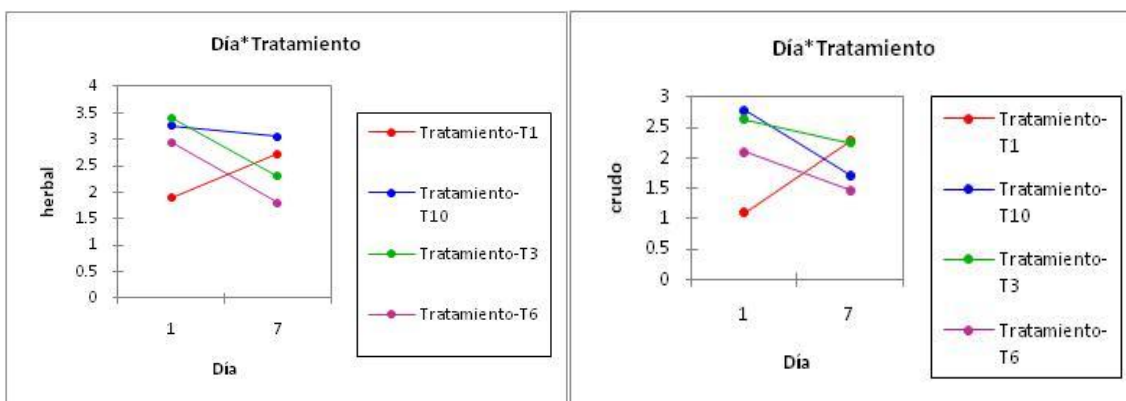 Día*Tratamiento
4
3.5
3
2.5
2
1.5
1
0.5
0
herbal
1 7
Día
Tratamiento-T1
Tratamiento-
T10
Tratamiento-T3
Tratamiento-T6
Día*Tratamiento
3
2.5
2
1.5
1
0.5
0
crudo
1 7
Día
Tratamiento-
T1
Tratamiento-
T10
Tratamiento-
T3
Tratamiento-
T6